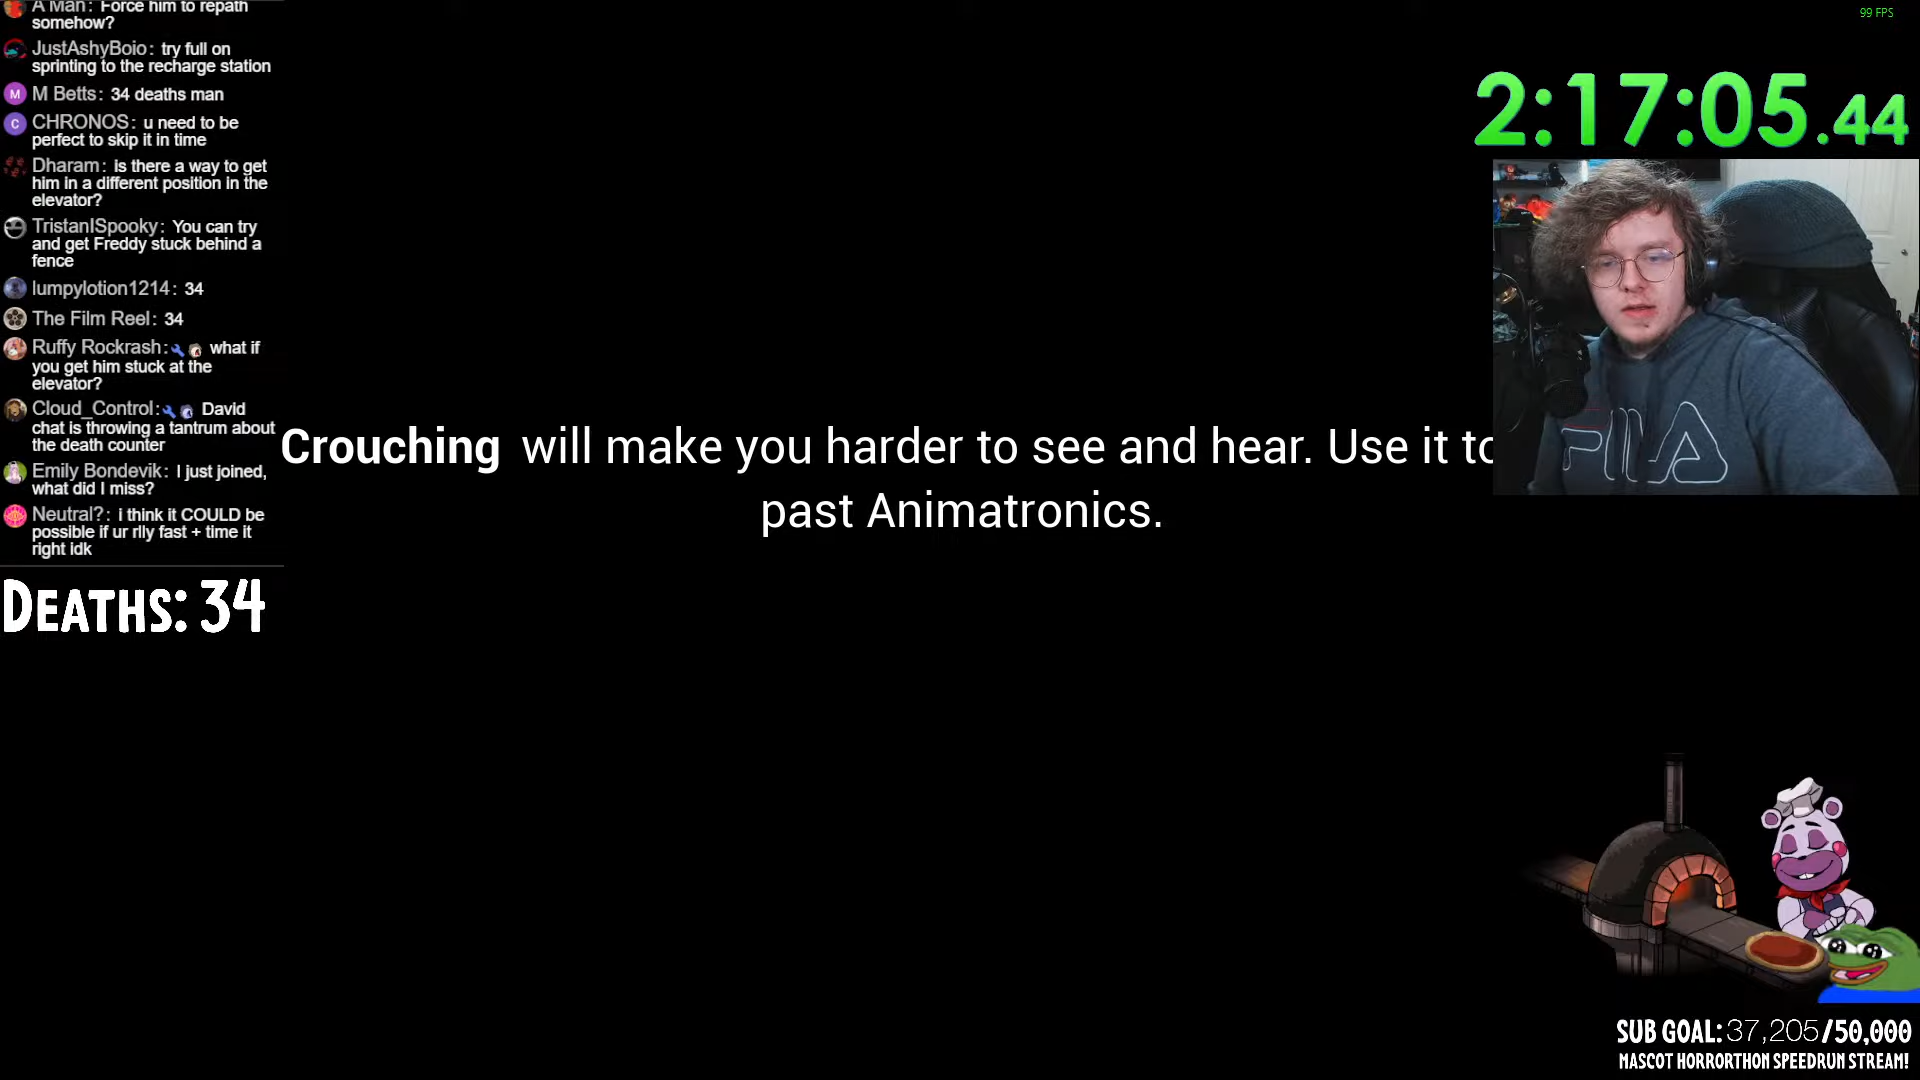 A Man: Force him to repath
somehow?
JustAshyBoio: try full on
sprinting to the recharge station
M M Betts: 34 deaths man
C CHRONOS: u need to be
perfect to skip it in time
Dharam: is there a way to get
him in a different position in the
elevator?
TristanISpooky: You can try
and get Freddy stuck behind a
fence
lumpylotion1214: 34
The Film Reel: 34
Ruffy Rockrash: what if
you get him stuck at the
elevator?
Cloud_Control: David
chat is throwing a tantrum about
the death counter
Emily Bondevik: I just joined,
what did I miss?
Neutral?: i think it COULD be
possible if ur rlly fast + time it
right idk
DEATHS: 34
Crouching will make you harder to see and hear. Use it to
past Animatronics.
99 FPS
2:17:05.44
FILA
SUB GOAL: 37,205/50,000
MASCOT HORRORTHON SPEEDRUN STREAM!